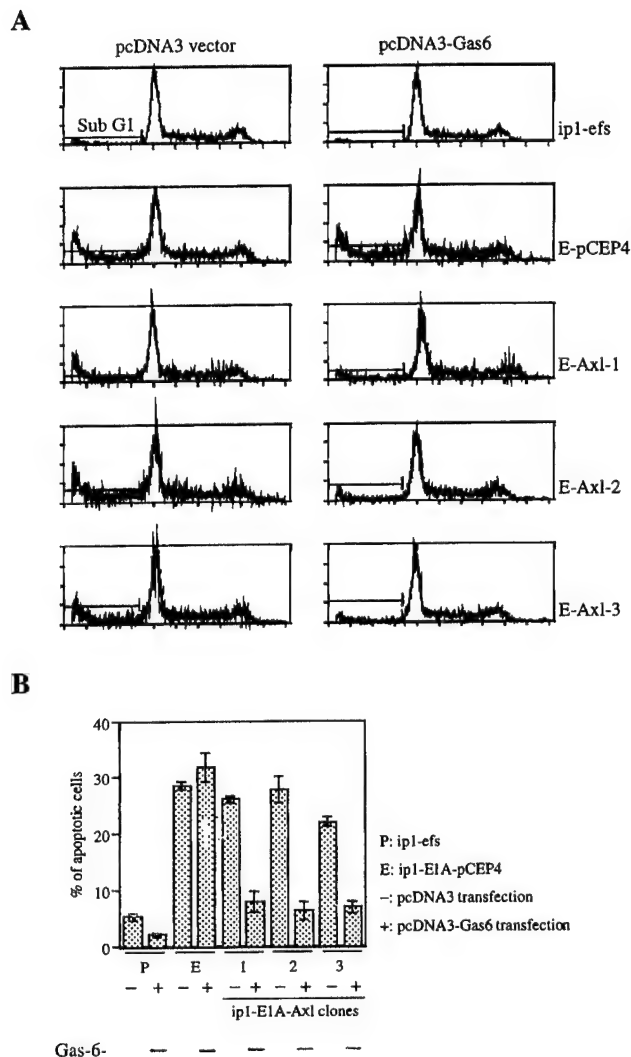 A
pcDNA3 vector
pcDNA3-Gas6
Sub G1
ip1-efs
E-pCEP4
E-Axl-1
E-Axl-2
E-Axl-3
B
% of apoptotic cells
40
30
20
10
0
P E 1 2 3
− + − + − + − + − +
ip1-E1A-Axl clones
Gas-6-
P: ip1-efs
E: ip1-E1A-pCEP4
−: pcDNA3 transfection
+: pcDNA3-Gas6 transfection